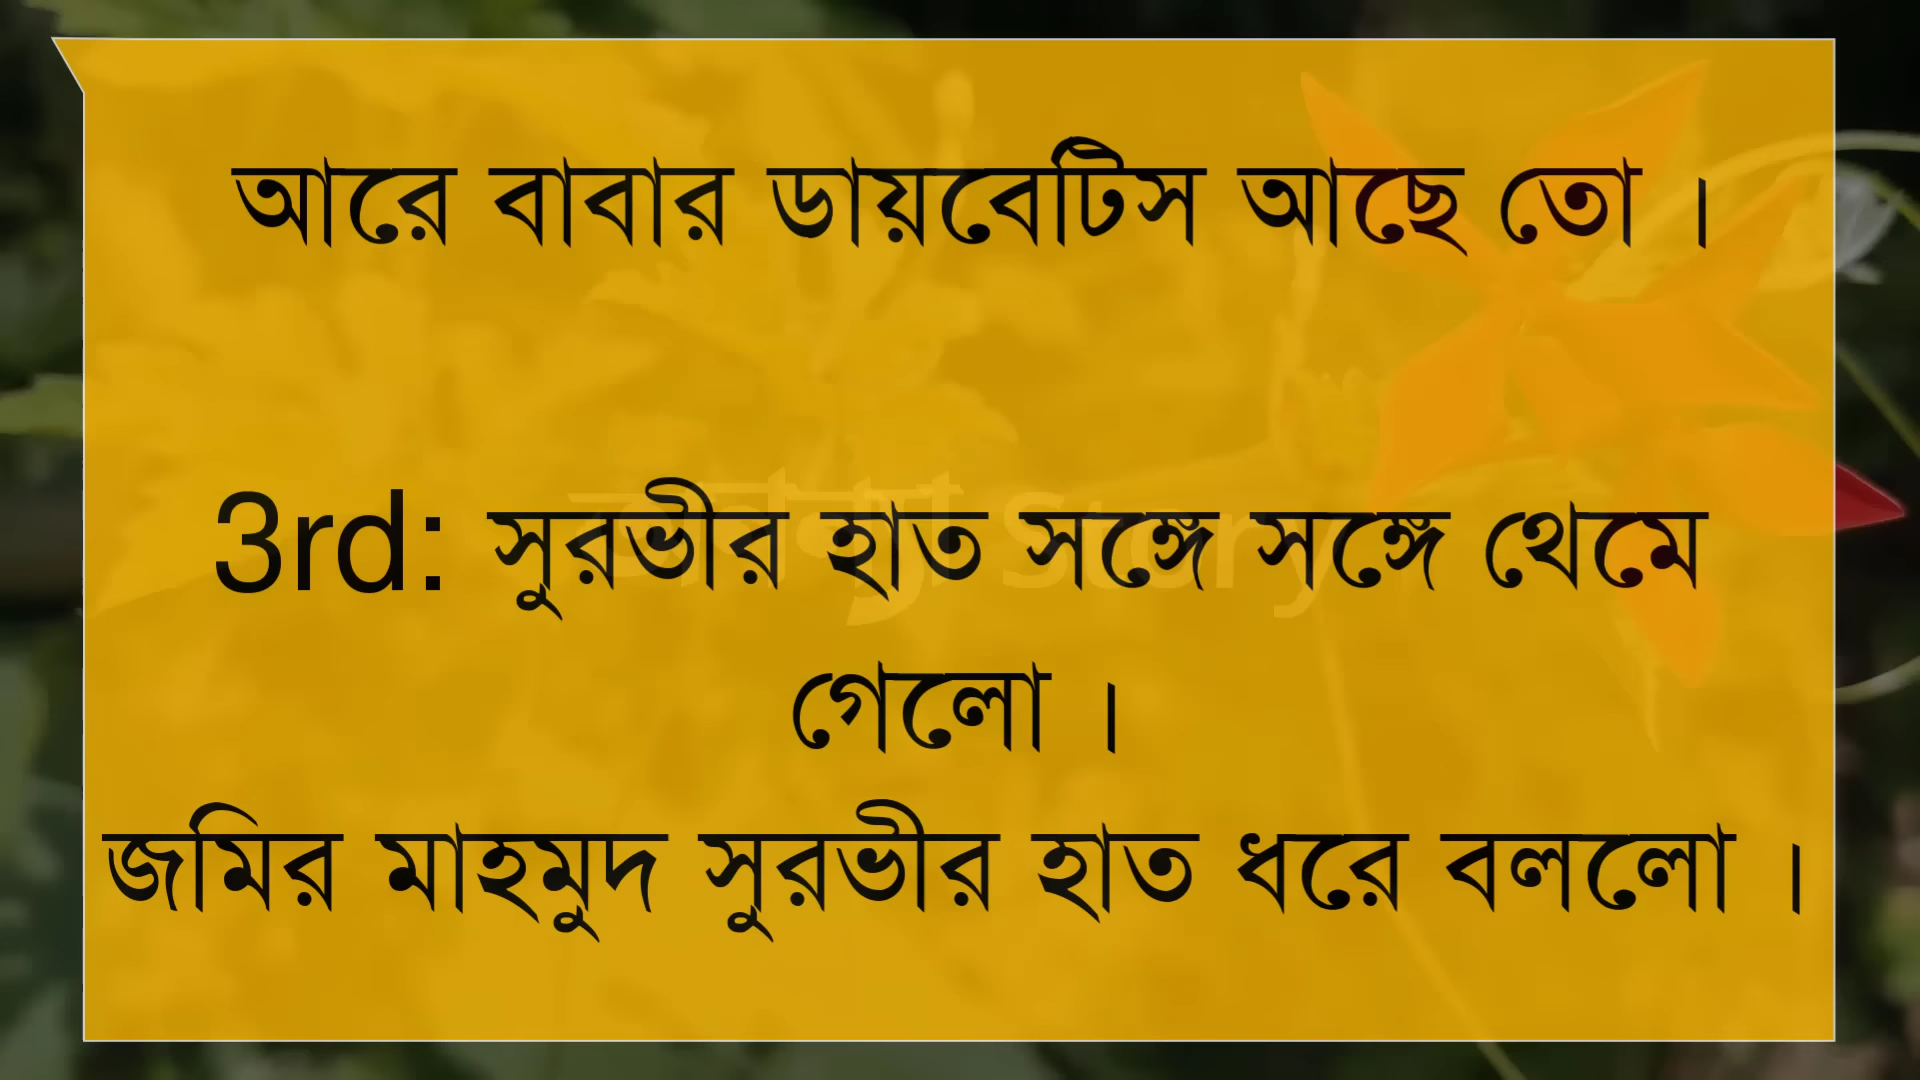 আরে বাবার ডায়বেটিস আছে তো ।
3rd: সুরভীর হাত সঙ্গে সঙ্গে থেমে
গেলো ।
জমির মাহমুদ সুরভীর হাত ধরে বললো ।